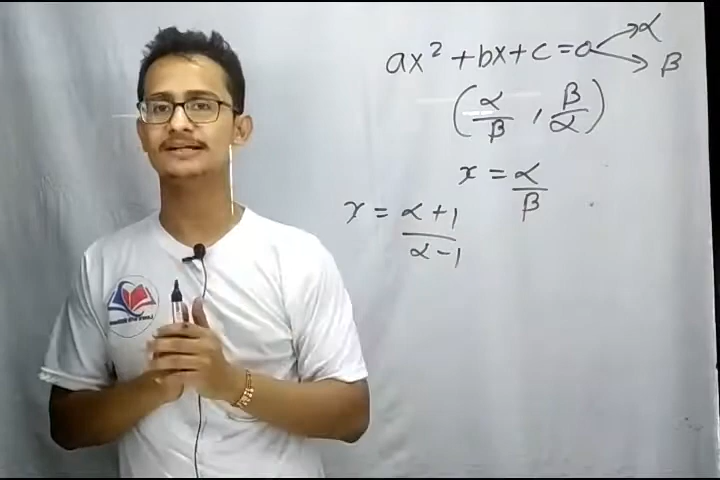 ax² + bx + c = 0 α
β
(α/β , β/α)
x = α/β
x = α + 1 / α - 1